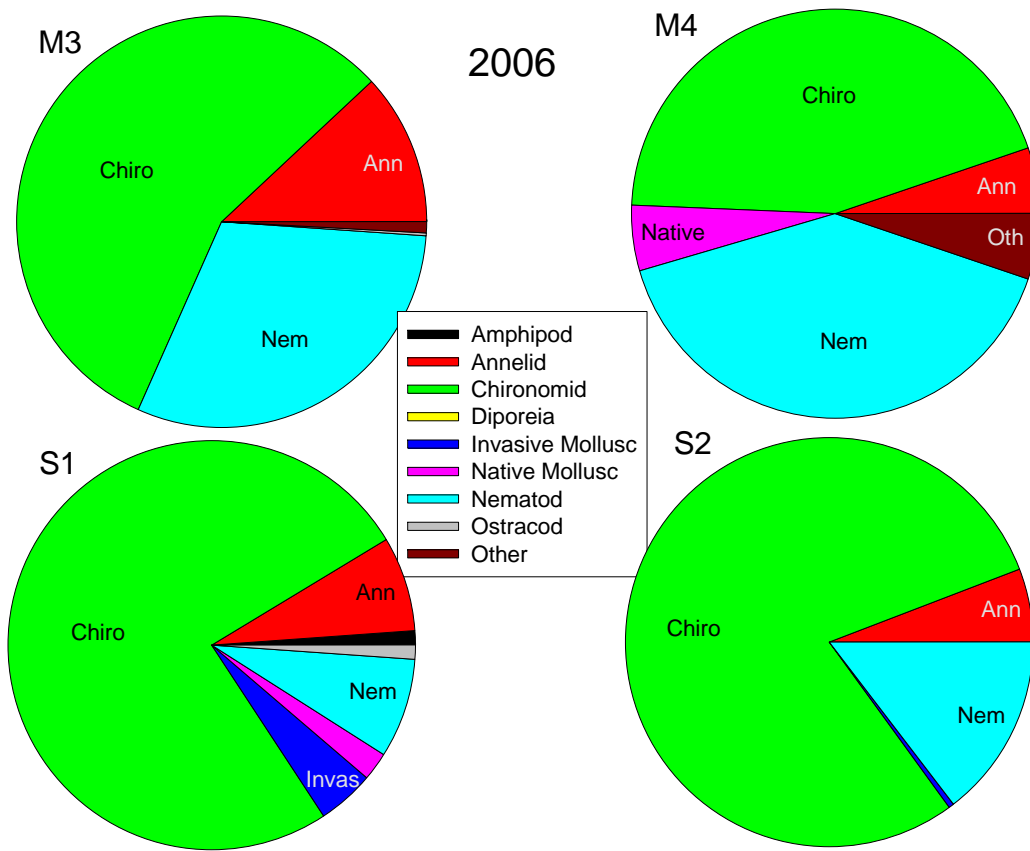 M3
2006
M4
Chiro
Ann
Nem
Chiro
Ann
Native
Oth
Nem
Amphipod
Annelid
Chironomid
Diporeia
Invasive Mollusc
Native Mollusc
Nematod
Ostracod
Other
S1
Chiro
Ann
Nem
Invas
S2
Chiro
Ann
Nem